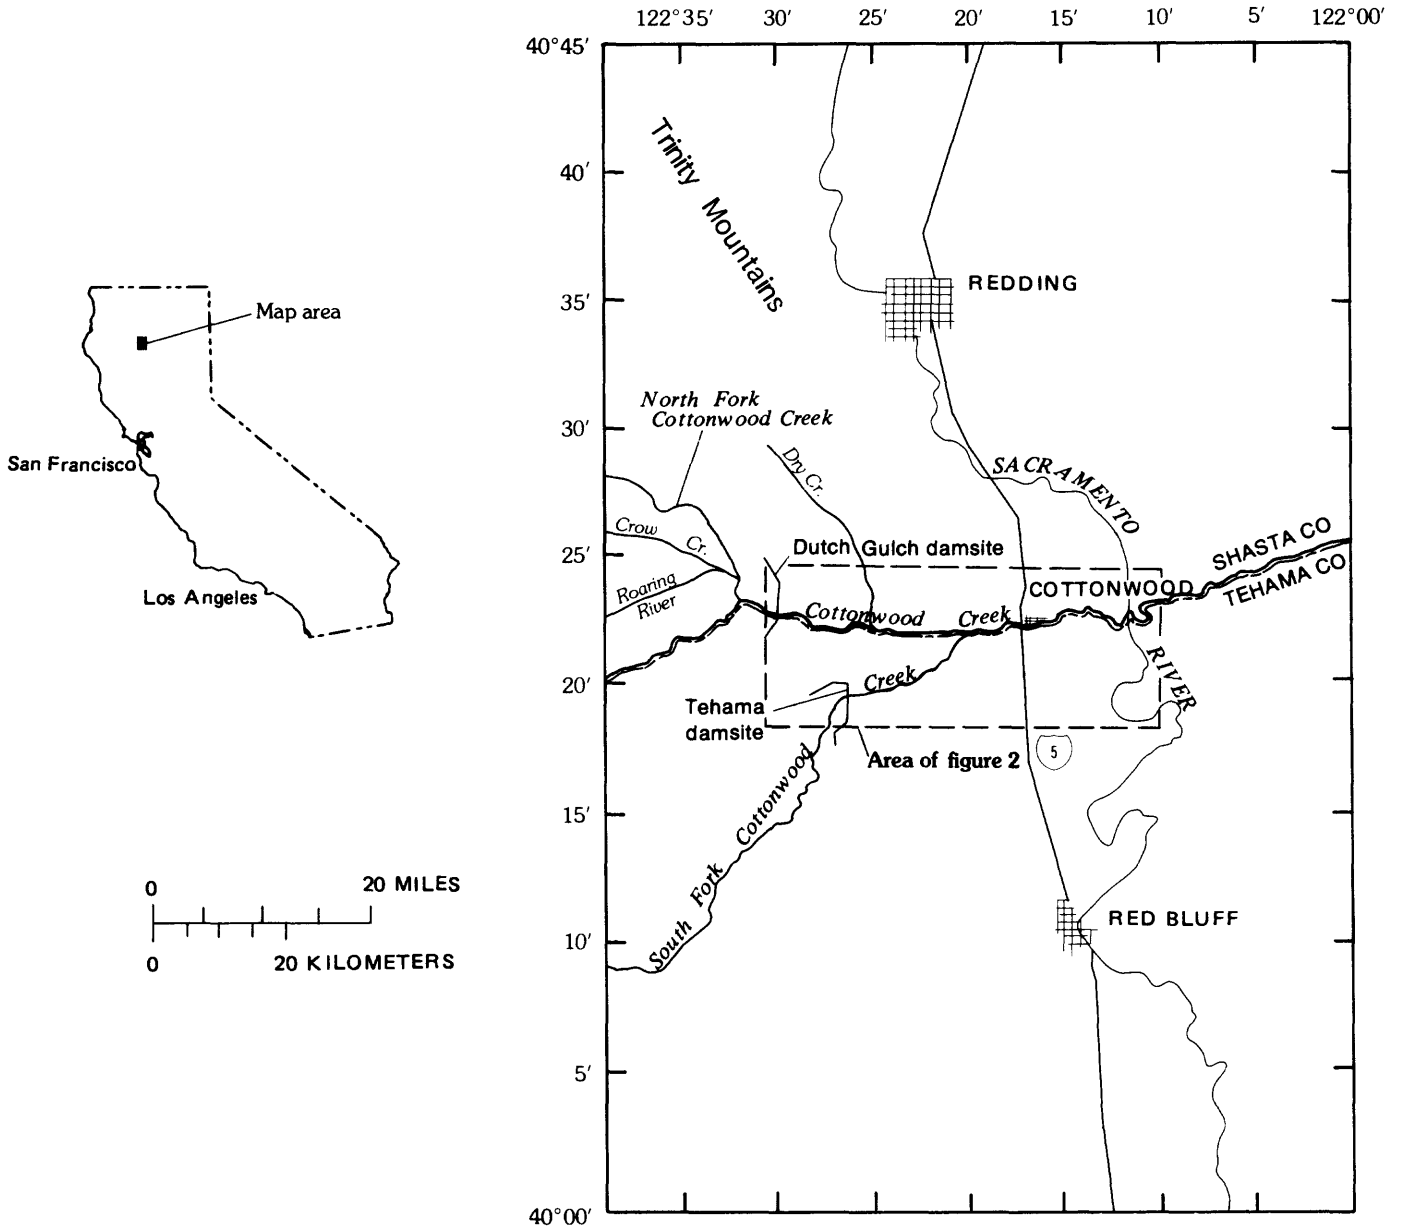 122°35′ 30′ 25′ 20′ 15′ 10′ 5′ 122°00′
40°45′
40′
35′
30′
25′
20′
15′
10′
5′
40°00′
Trinity Mountains
REDDING
Map area
San Francisco
Los Angeles
North Fork
Cottonwood Creek
Dry Cr.
SACRAMENTO
RIVER
Crow Cr.
Roaring
River
Dutch Gulch damsite
COTTONWOOD
SHASTA CO
TEHAMA CO
Cottonwood Creek
Tehama
damsite
South Fork Cottonwood Creek
Area of figure 2
5
RED BLUFF
0 20 MILES
0 20 KILOMETERS